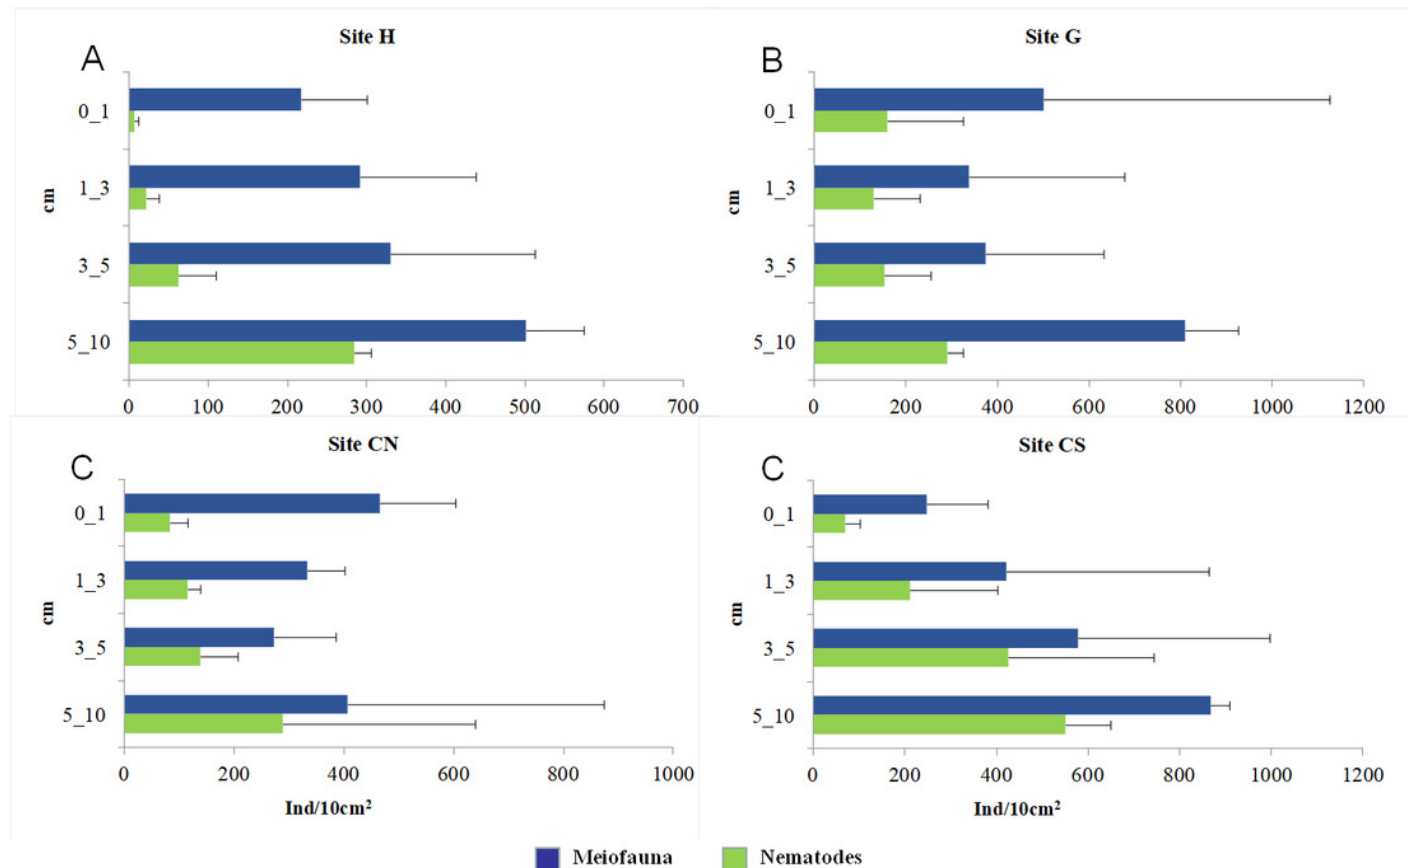 Site H
A
0_1
1_3
3_5
5_10
cm
0 100 200 300 400 500 600 700
Site G
B
0_1
1_3
3_5
5_10
cm
0 200 400 600 800 1000 1200
Site CN
C
0_1
1_3
3_5
5_10
cm
0 200 400 600 800 1000
Ind/10cm²
Site CS
C
0_1
1_3
3_5
5_10
cm
0 200 400 600 800 1000 1200
Ind/10cm²
Meiofauna Nematodes